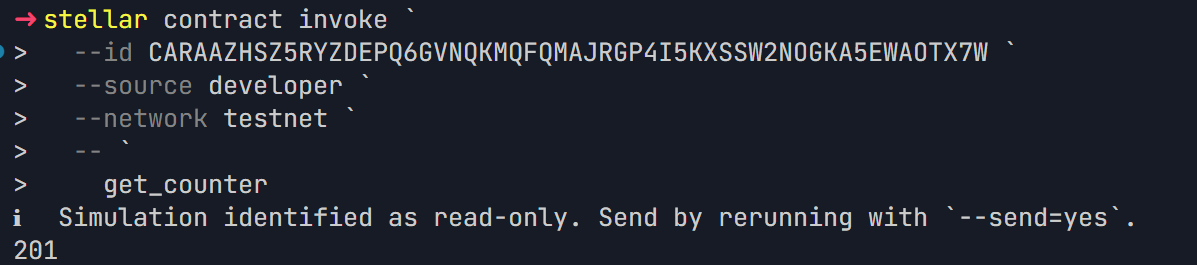 → stellar contract invoke `
>   --id CARAAZHSZ5RYZDEPQ6GVNQKMQFQMAJRGP4I5KXSSW2NOGKA5EWAOTX7W `
>   --source developer `
>   --network testnet `
>   -- `
>     get_counter
ℹ  Simulation identified as read-only. Send by rerunning with `--send=yes`.
201